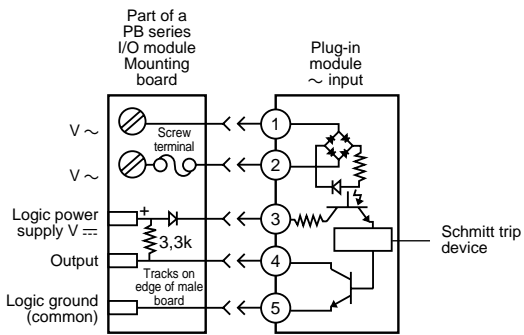 Part of a
PB series
I/O module
Mounting
board
Plug-in
module
∼ input
V ∼
Screw
terminal
V ∼
1
2
Logic power
supply V ⎓
+
3,3k
3
Schmitt trip
device
Output
4
Tracks on
edge of male
board
Logic ground
(common)
5